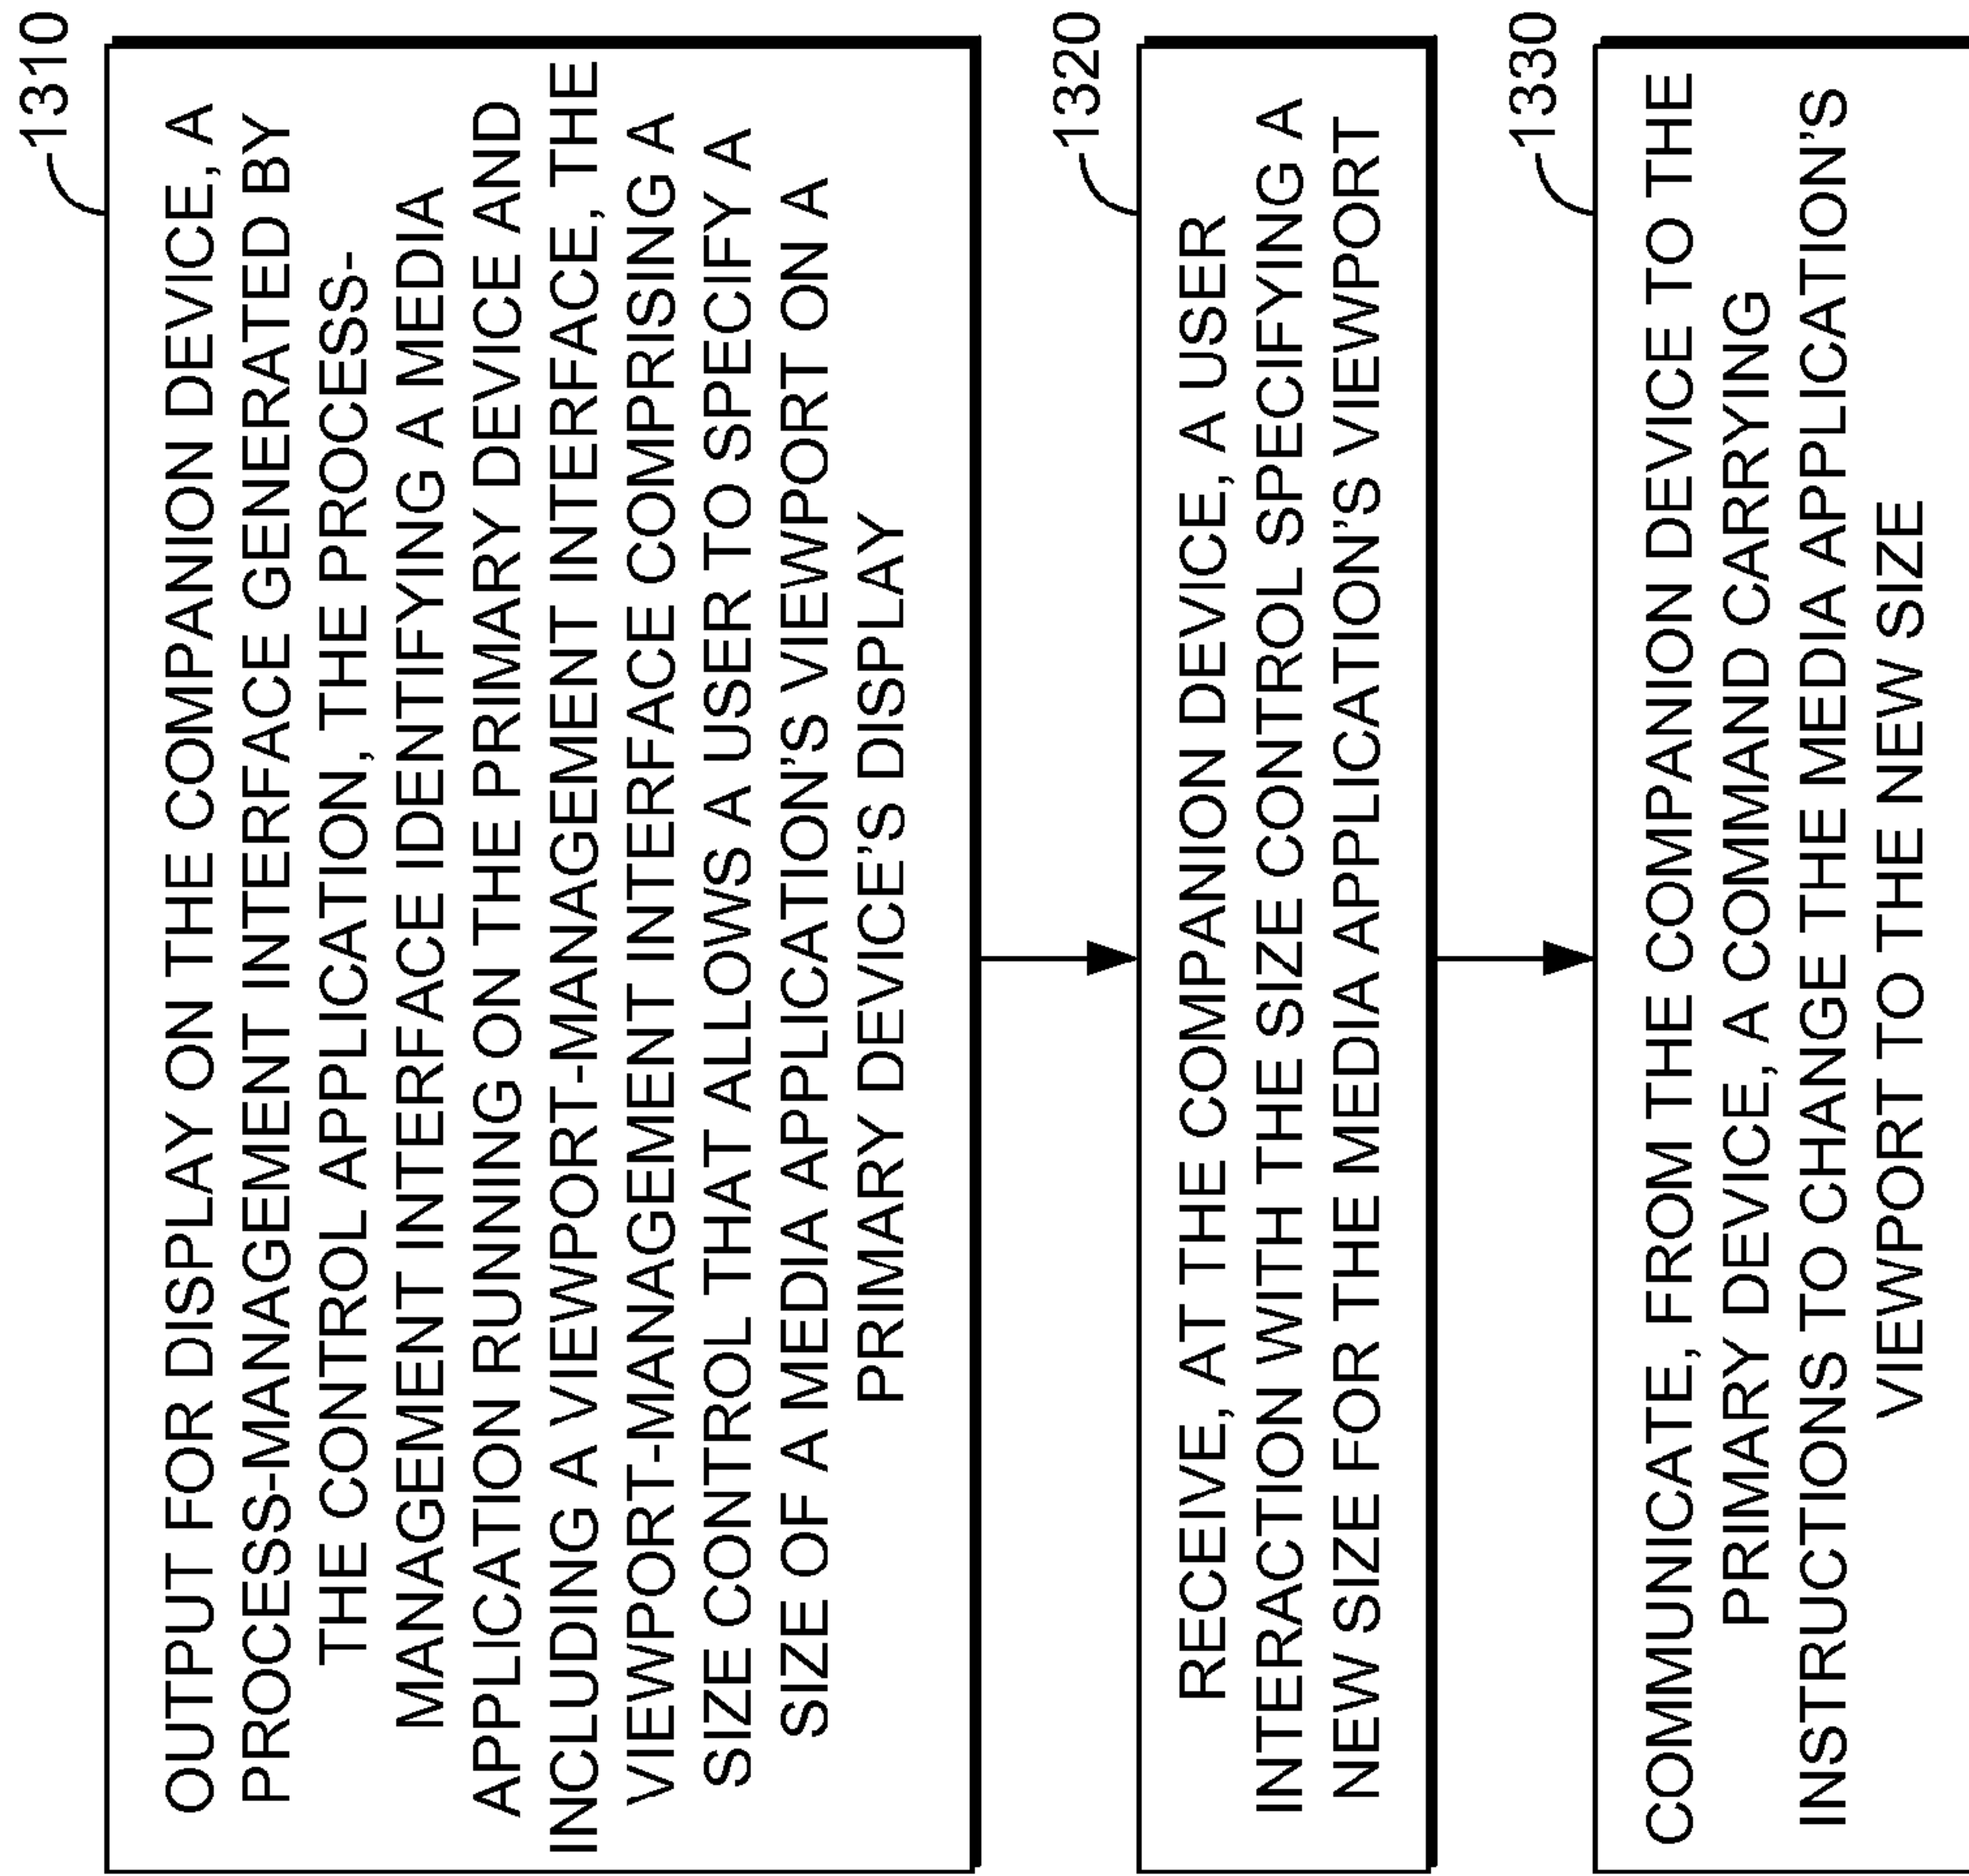 1310
OUTPUT FOR DISPLAY ON THE COMPANION DEVICE, A
PROCESS-MANAGEMENT INTERFACE GENERATED BY
THE CONTROL APPLICATION, THE PROCESS-
MANAGEMENT INTERFACE IDENTIFYING A MEDIA
APPLICATION RUNNING ON THE PRIMARY DEVICE AND
INCLUDING A VIEWPORT-MANAGEMENT INTERFACE, THE
VIEWPORT-MANAGEMENT INTERFACE COMPRISING A
SIZE CONTROL THAT ALLOWS A USER TO SPECIFY A
SIZE OF A MEDIA APPLICATION'S VIEWPORT ON A
PRIMARY DEVICE'S DISPLAY
1320
RECEIVE, AT THE COMPANION DEVICE, A USER
INTERACTION WITH THE SIZE CONTROL SPECIFYING A
NEW SIZE FOR THE MEDIA APPLICATION'S VIEWPORT
1330
COMMUNICATE, FROM THE COMPANION DEVICE TO THE
PRIMARY DEVICE, A COMMAND CARRYING
INSTRUCTIONS TO CHANGE THE MEDIA APPLICATION'S
VIEWPORT TO THE NEW SIZE